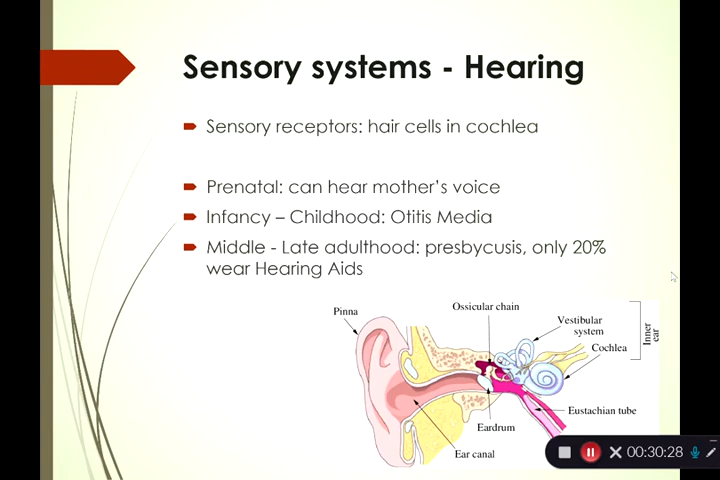 Sensory systems - Hearing
Sensory receptors: hair cells in cochlea
Prenatal: can hear mother's voice
Infancy – Childhood: Otitis Media
Middle - Late adulthood: presbycusis, only 20%
wear Hearing Aids
Pinna
Ossicular chain
Vestibular
system
Cochlea
Inner
ear
Eustachian tube
Eardrum
Ear canal
00:30:28